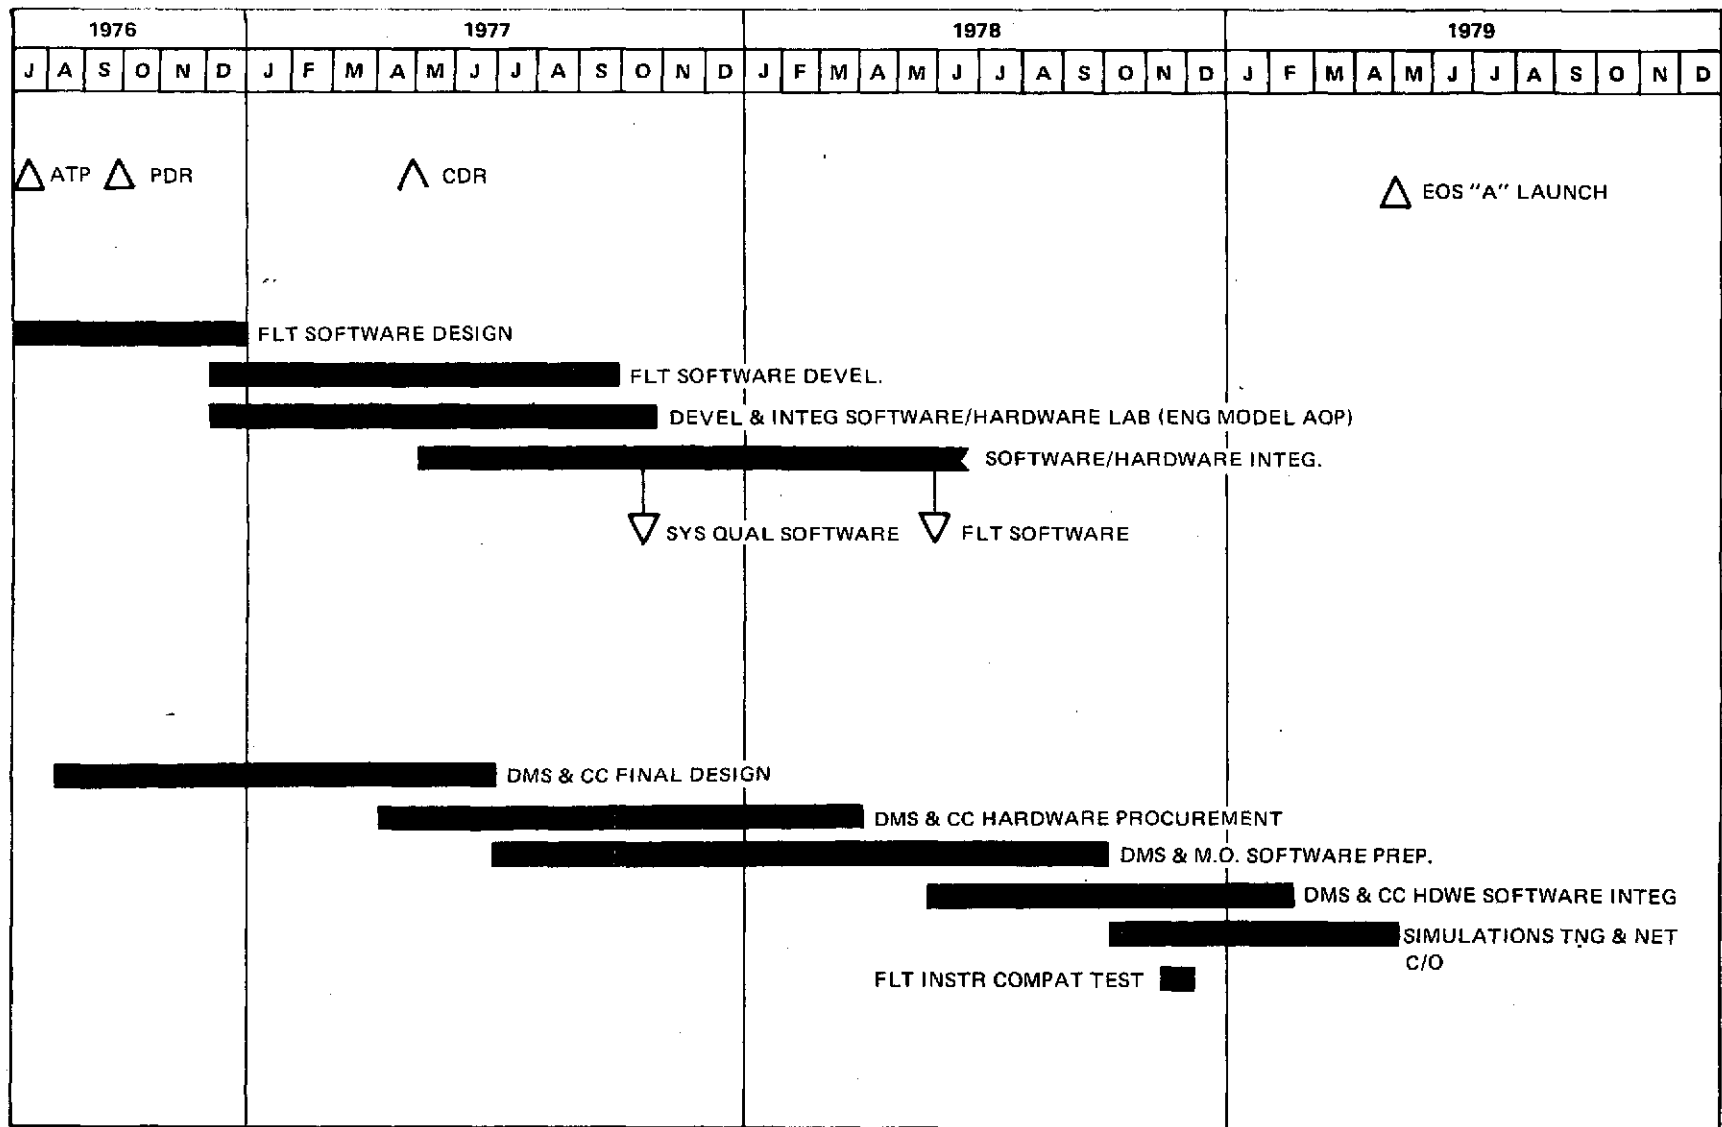 1976 1977 1978 1979
J A S O N D J F M A M J J A S O N D J F M A M J J A S O N D J F M A M J J A S O N D
ATP PDR CDR
EOS "A" LAUNCH
FLT SOFTWARE DESIGN
FLT SOFTWARE DEVEL.
DEVEL & INTEG SOFTWARE/HARDWARE LAB (ENG MODEL AOP)
SOFTWARE/HARDWARE INTEG.
SYS QUAL SOFTWARE FLT SOFTWARE
DMS & CC FINAL DESIGN
DMS & CC HARDWARE PROCUREMENT
DMS & M.O. SOFTWARE PREP.
DMS & CC HDWE SOFTWARE INTEG
SIMULATIONS TNG & NET
C/O
FLT INSTR COMPAT TEST